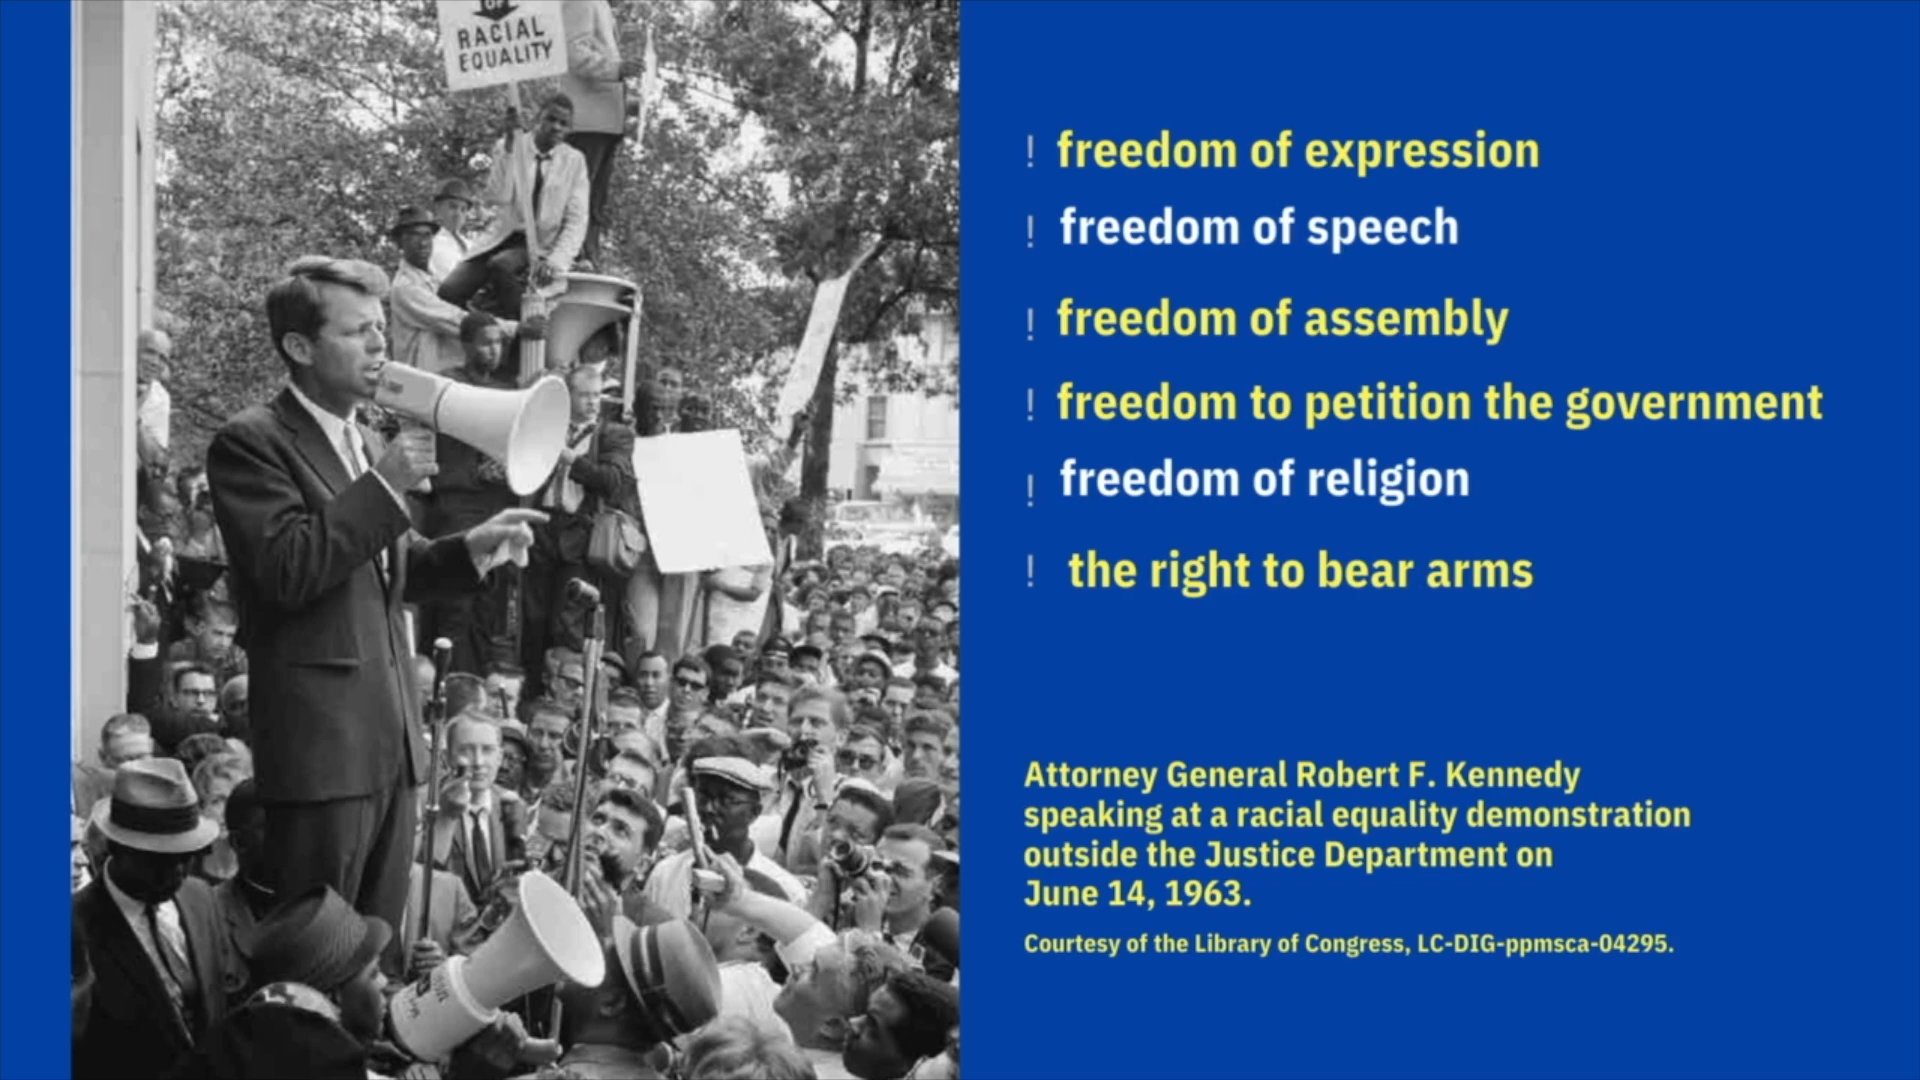 OF
RACIAL
EQUALITY
! freedom of expression
! freedom of speech
! freedom of assembly
! freedom to petition the government
! freedom of religion
! the right to bear arms
Attorney General Robert F. Kennedy
speaking at a racial equality demonstration
outside the Justice Department on
June 14, 1963.
Courtesy of the Library of Congress, LC-DIG-ppmsca-04295.